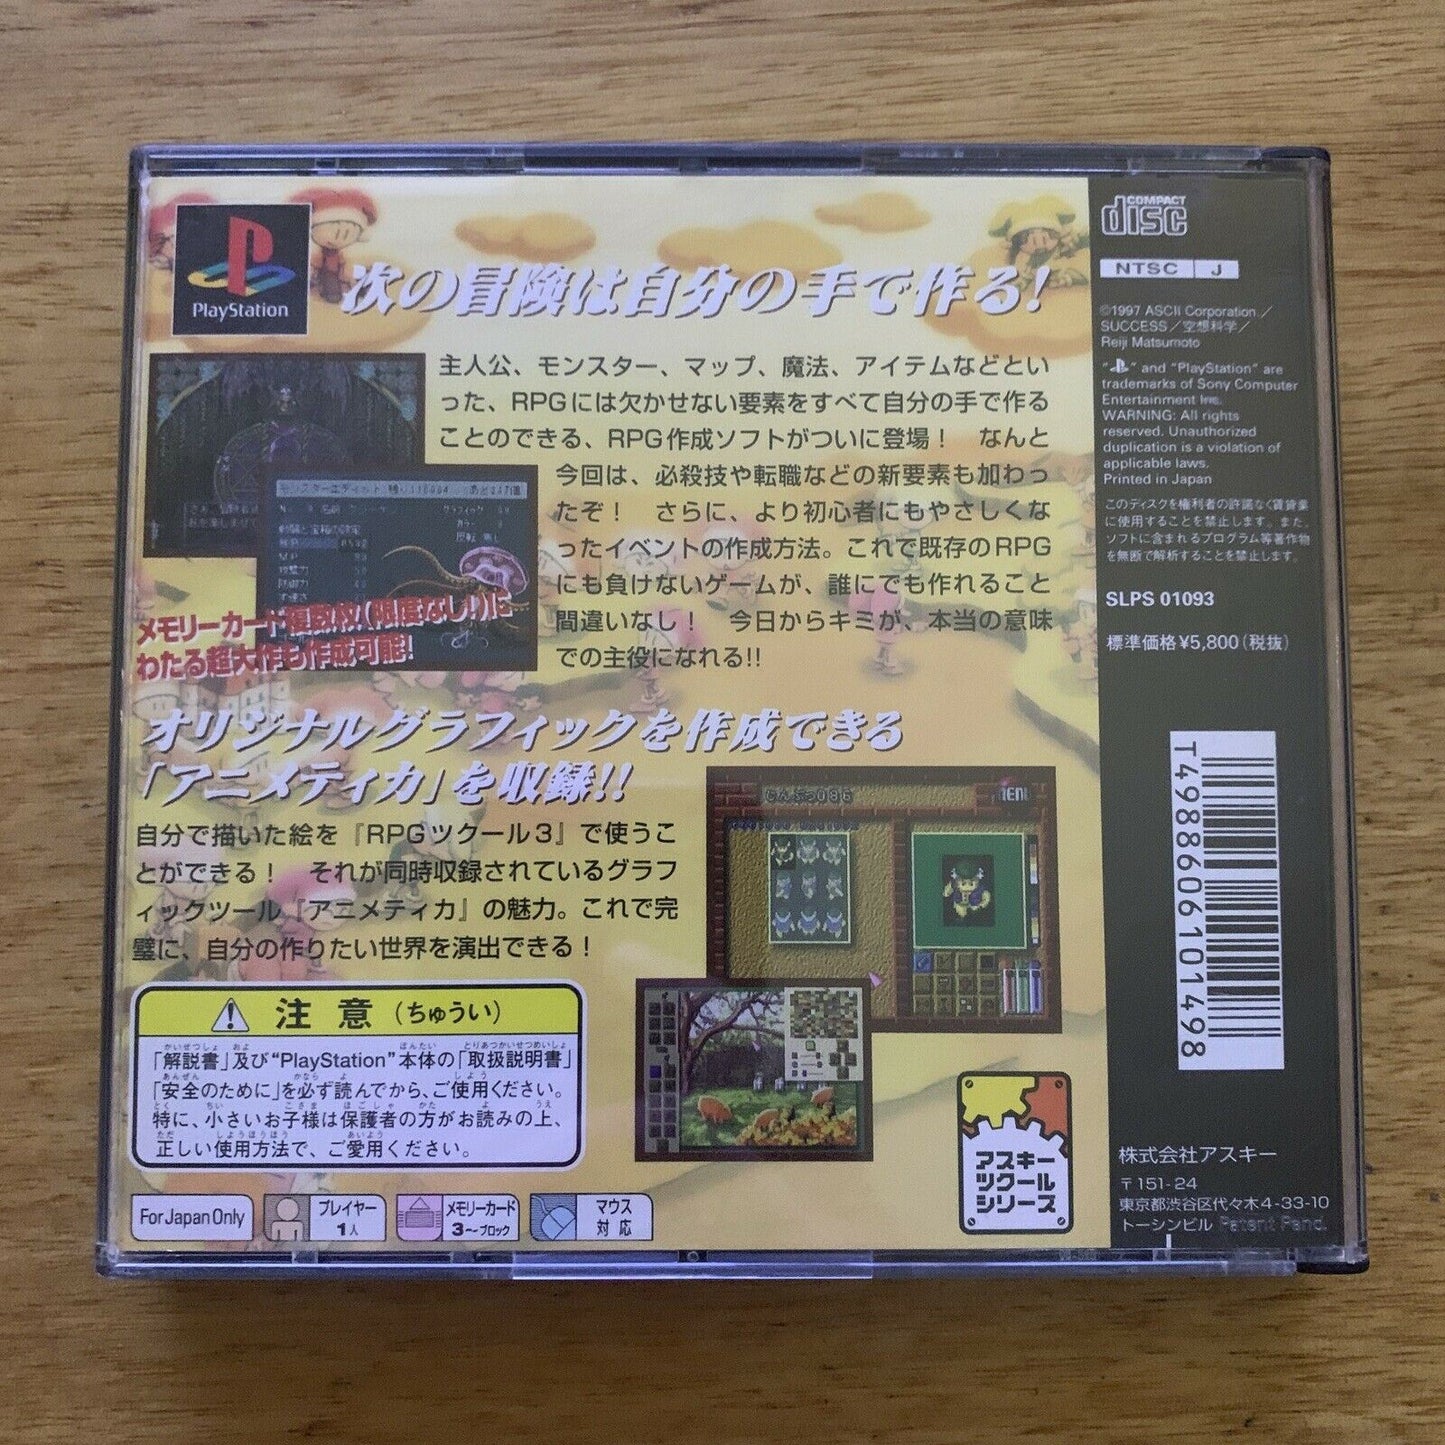 PlayStation
次の冒険は自分の手で作る!
主人公、モンスター、マップ、魔法、アイテムなどとい
った、RPGには欠かせない要素をすべて自分の手で作る
ことのできる、RPG作成ソフトがついに登場! なんと
今回は、必殺技や転職などの新要素も加わっ
たぞ! さらに、より初心者にもやさしくな
ったイベントの作成方法。これで既存のRPG
にも負けないゲームが、誰にでも作れること
間違いなし! 今日からキミが、本当の意味
での主役になれる!!
メモリーカード複数枚(限度なし!)に
わたる超大作も作成可能!
オリジナルグラフィックを作成できる
「アニメティカ」を収録!!
自分で描いた絵を『RPGツクール3』で使うこ
とができる! それが同時収録されているグラフ
ィックツール『アニメティカ』の魅力。これで完
璧に、自分の作りたい世界を演出できる!
注意(ちゅうい)
「解説書」及び“PlayStation”本体の「取扱説明書」
「安全のために」を必ず読んでから、ご使用ください。
特に、小さいお子様は保護者の方がお読みの上、
正しい使用方法で、ご愛用ください。
For Japan Only
プレイヤー
1人
メモリーカード
3~ブロック
マウス
対応
アスキー
ツクール
シリーズ
COMPACT
disc
NTSC J
©1997 ASCII Corporation /
SUCCESS / 空想科学 /
Reiji Matsumoto
“ ” and “PlayStation” are
trademarks of Sony Computer
Entertainment Inc.
WARNING: All rights
reserved. Unauthorized
duplication is a violation of
applicable laws.
Printed in Japan
このディスクを権利者の許諾なく賃貸業
に使用することを禁止します。また、
ソフトに含まれるプログラム等著作物
を無断で解析することを禁止します。
SLPS 01093
標準価格¥5,800(税抜)
T4988606101498
株式会社アスキー
〒151-24
東京都渋谷区代々木4-33-10
トーシンビル Patent Pend.